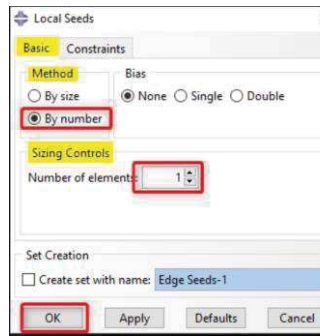 Local Seeds
Basic Constraints
Method Bias
By size None Single Double
By number
Sizing Controls
Number of elements: 1
Set Creation
Create set with name: Edge Seeds-1
OK Apply Defaults Cancel